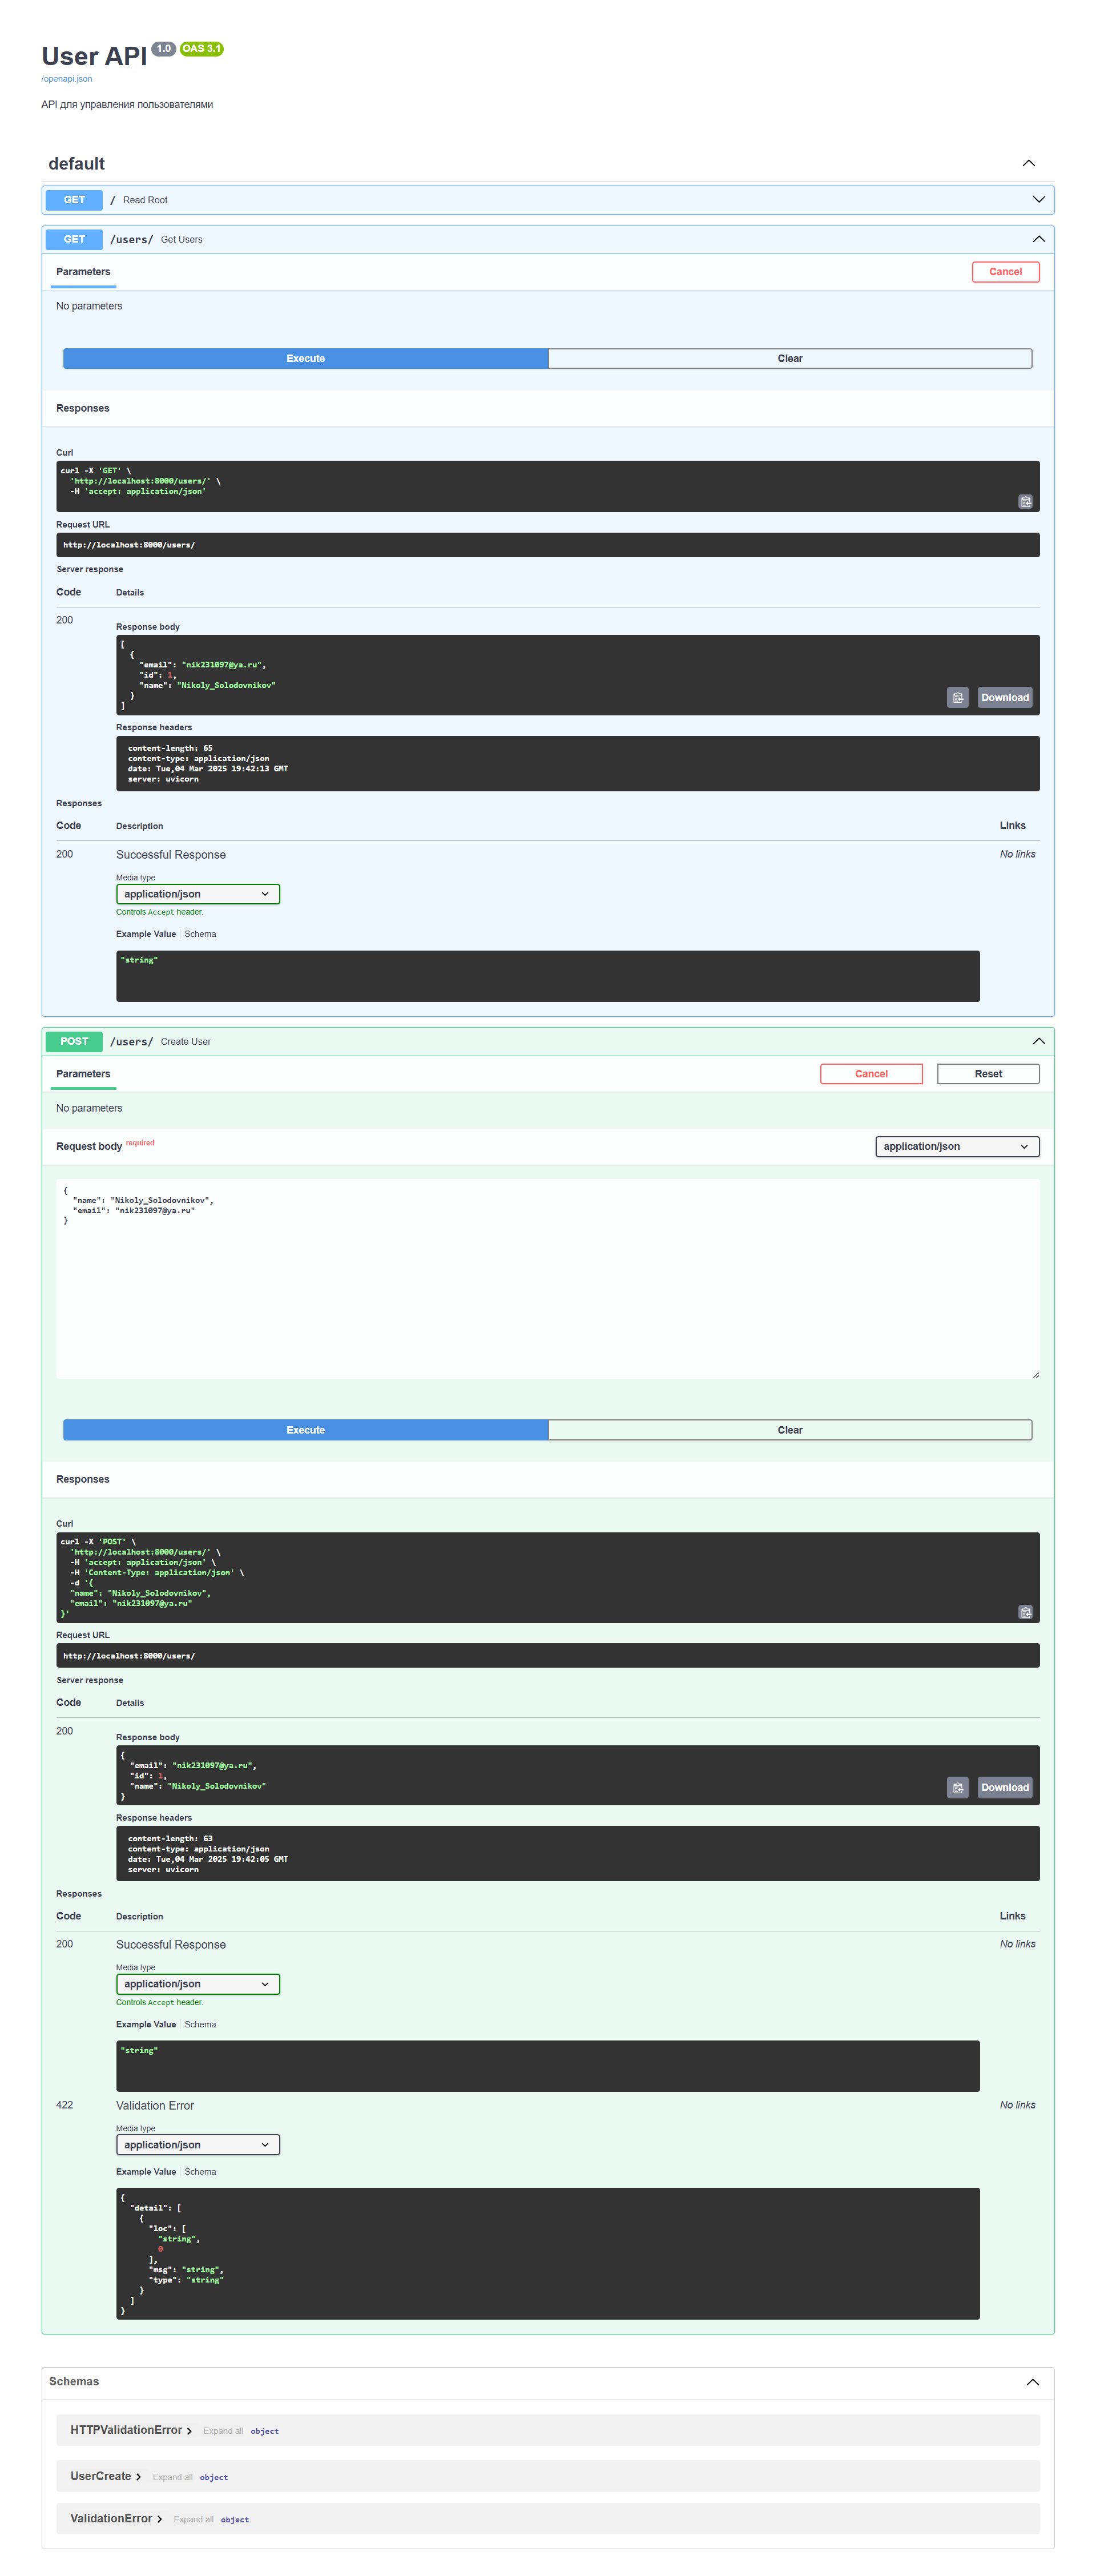 User API 1.0 OAS 3.1
/openapi.json
API для управления пользователями
default
GET / Read Root
GET /users/ Get Users
Parameters Cancel
No parameters
Execute Clear
Responses
Curl
curl -X 'GET' \
'http://localhost:8000/users/' \
-H 'accept: application/json'
Request URL
http://localhost:8000/users/
Server response
Code Details
200
Response body
[
{
"email": "nik231097@ya.ru",
"id": 1,
"name": "Nikoly_Solodovnikov"
}
]
Download
Response headers
content-length: 65
content-type: application/json
date: Tue,04 Mar 2025 19:42:13 GMT
server: uvicorn
Responses
Code Description Links
200 Successful Response No links
Media type
application/json
Controls Accept header.
Example Value Schema
"string"
POST /users/ Create User
Parameters Cancel Reset
No parameters
Request body required application/json
{
"name": "Nikoly_Solodovnikov",
"email": "nik231097@ya.ru"
}
Execute Clear
Responses
Curl
curl -X 'POST' \
'http://localhost:8000/users/' \
-H 'accept: application/json' \
-H 'Content-Type: application/json' \
-d '{
"name": "Nikoly_Solodovnikov",
"email": "nik231097@ya.ru"
}'
Request URL
http://localhost:8000/users/
Server response
Code Details
200
Response body
{
"email": "nik231097@ya.ru",
"id": 1,
"name": "Nikoly_Solodovnikov"
}
Download
Response headers
content-length: 63
content-type: application/json
date: Tue,04 Mar 2025 19:42:05 GMT
server: uvicorn
Responses
Code Description Links
200 Successful Response No links
Media type
application/json
Controls Accept header.
Example Value Schema
"string"
422 Validation Error No links
Media type
application/json
Example Value Schema
{
"detail": [
{
"loc": [
"string",
0
],
"msg": "string",
"type": "string"
}
]
}
Schemas
HTTPValidationError Expand all object
UserCreate Expand all object
ValidationError Expand all object